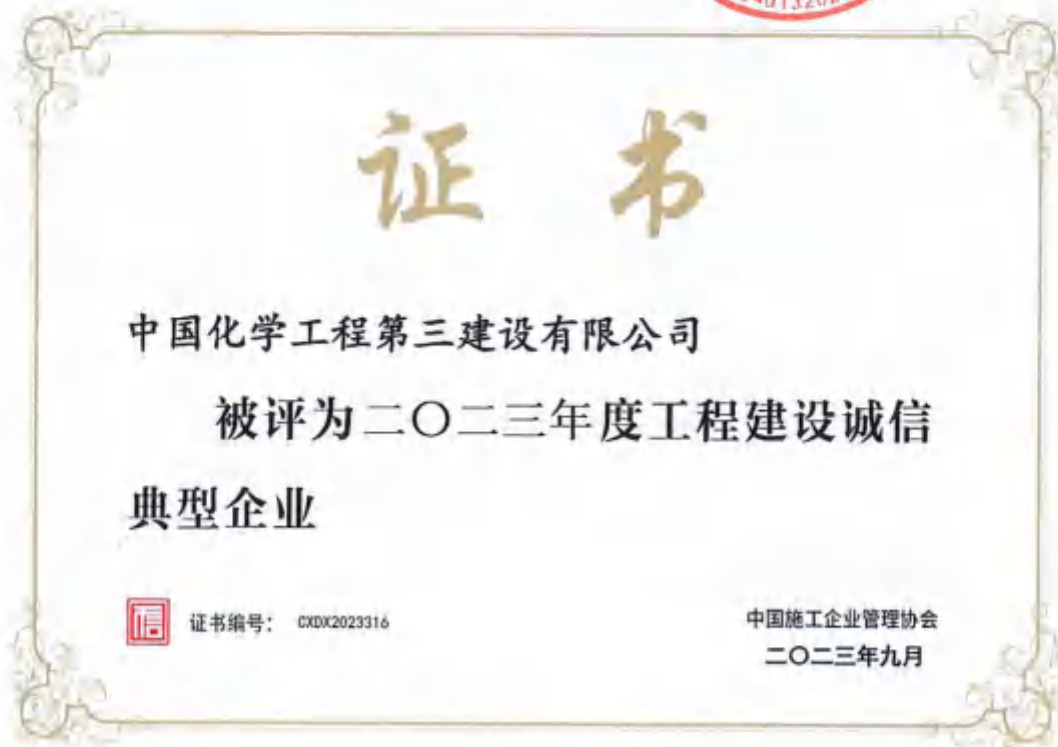 证 书
中国化学工程第三建设有限公司
被评为二〇二三年度工程建设诚信
典型企业
信 证书编号： CXDX2023316
中国施工企业管理协会
二〇二三年九月